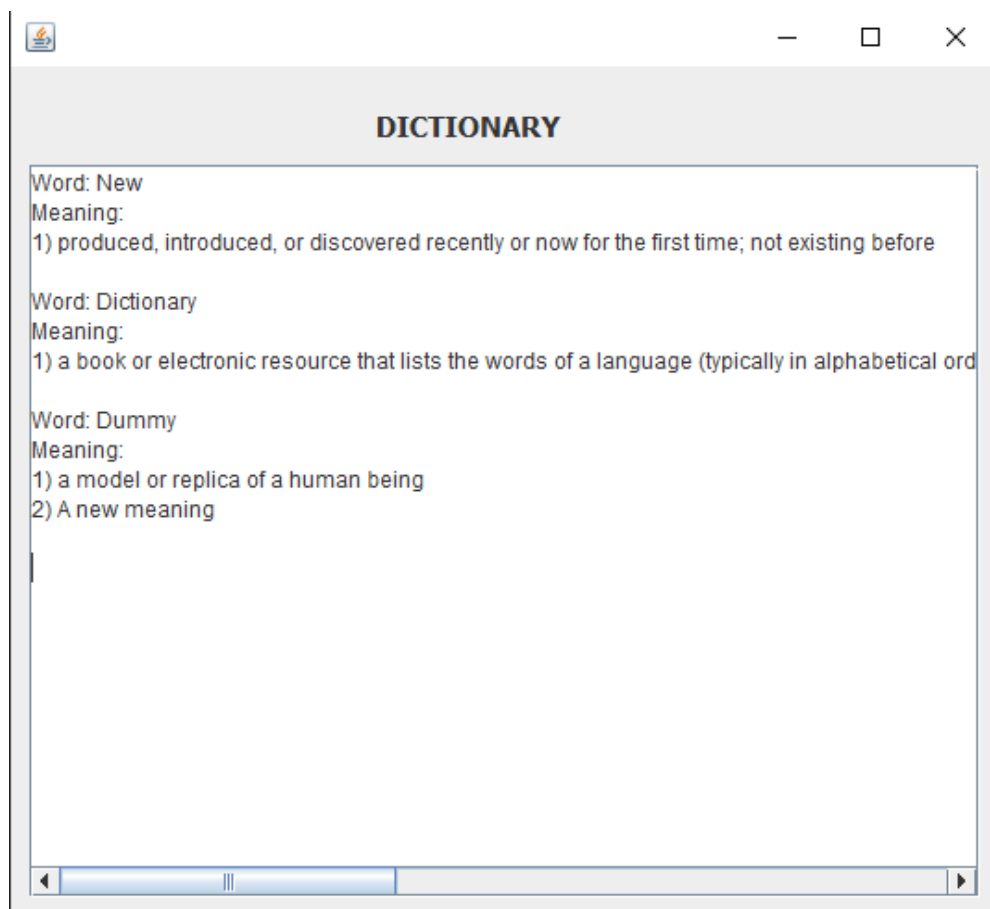 DICTIONARY
Word: New
Meaning:
1) produced, introduced, or discovered recently or now for the first time; not existing before
Word: Dictionary
Meaning:
1) a book or electronic resource that lists the words of a language (typically in alphabetical ord
Word: Dummy
Meaning:
1) a model or replica of a human being
2) A new meaning